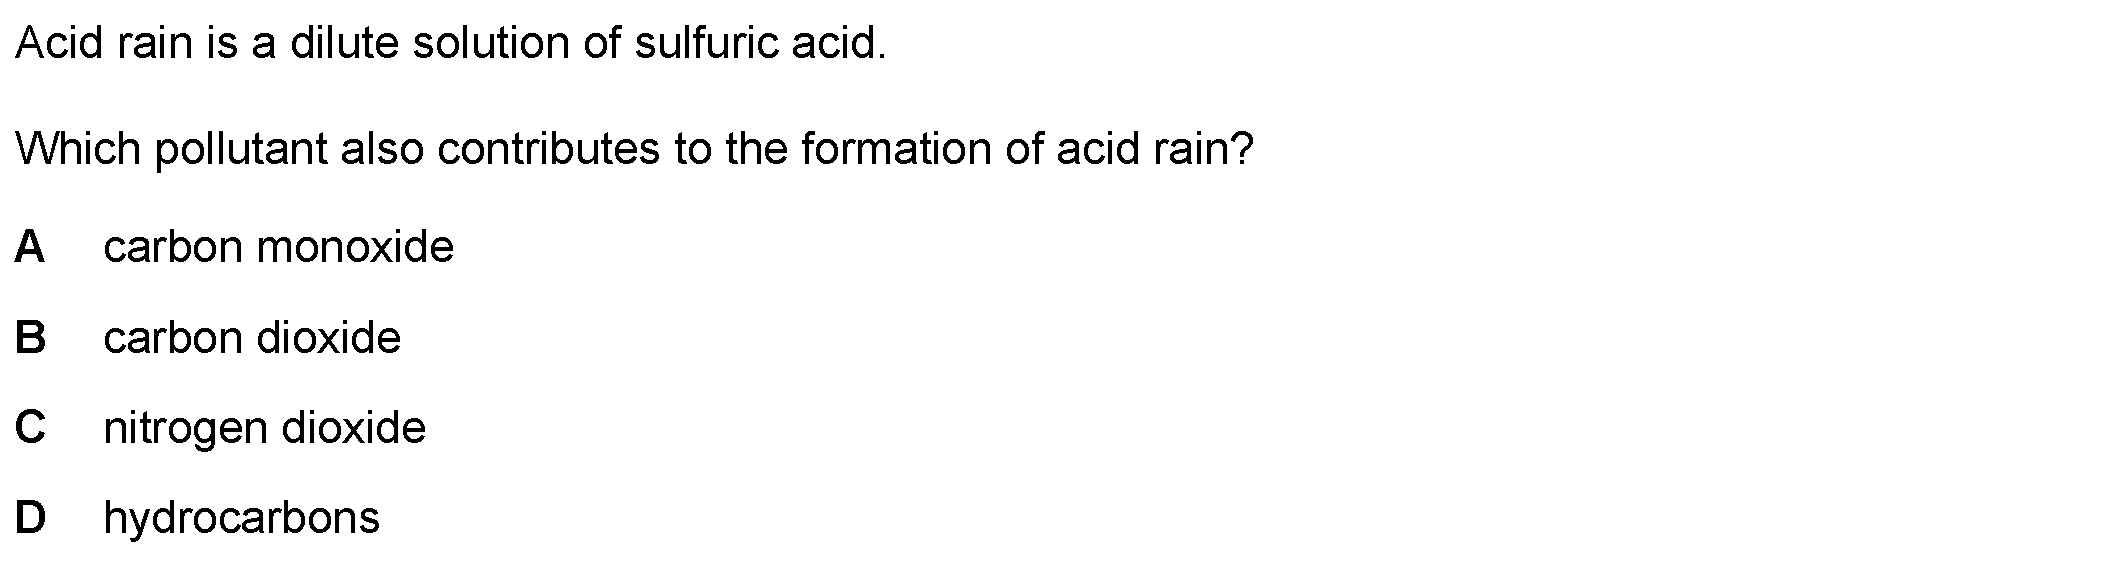 Acid rain is a dilute solution of sulfuric acid.
Which pollutant also contributes to the formation of acid rain?
A carbon monoxide
B carbon dioxide
C nitrogen dioxide
D hydrocarbons